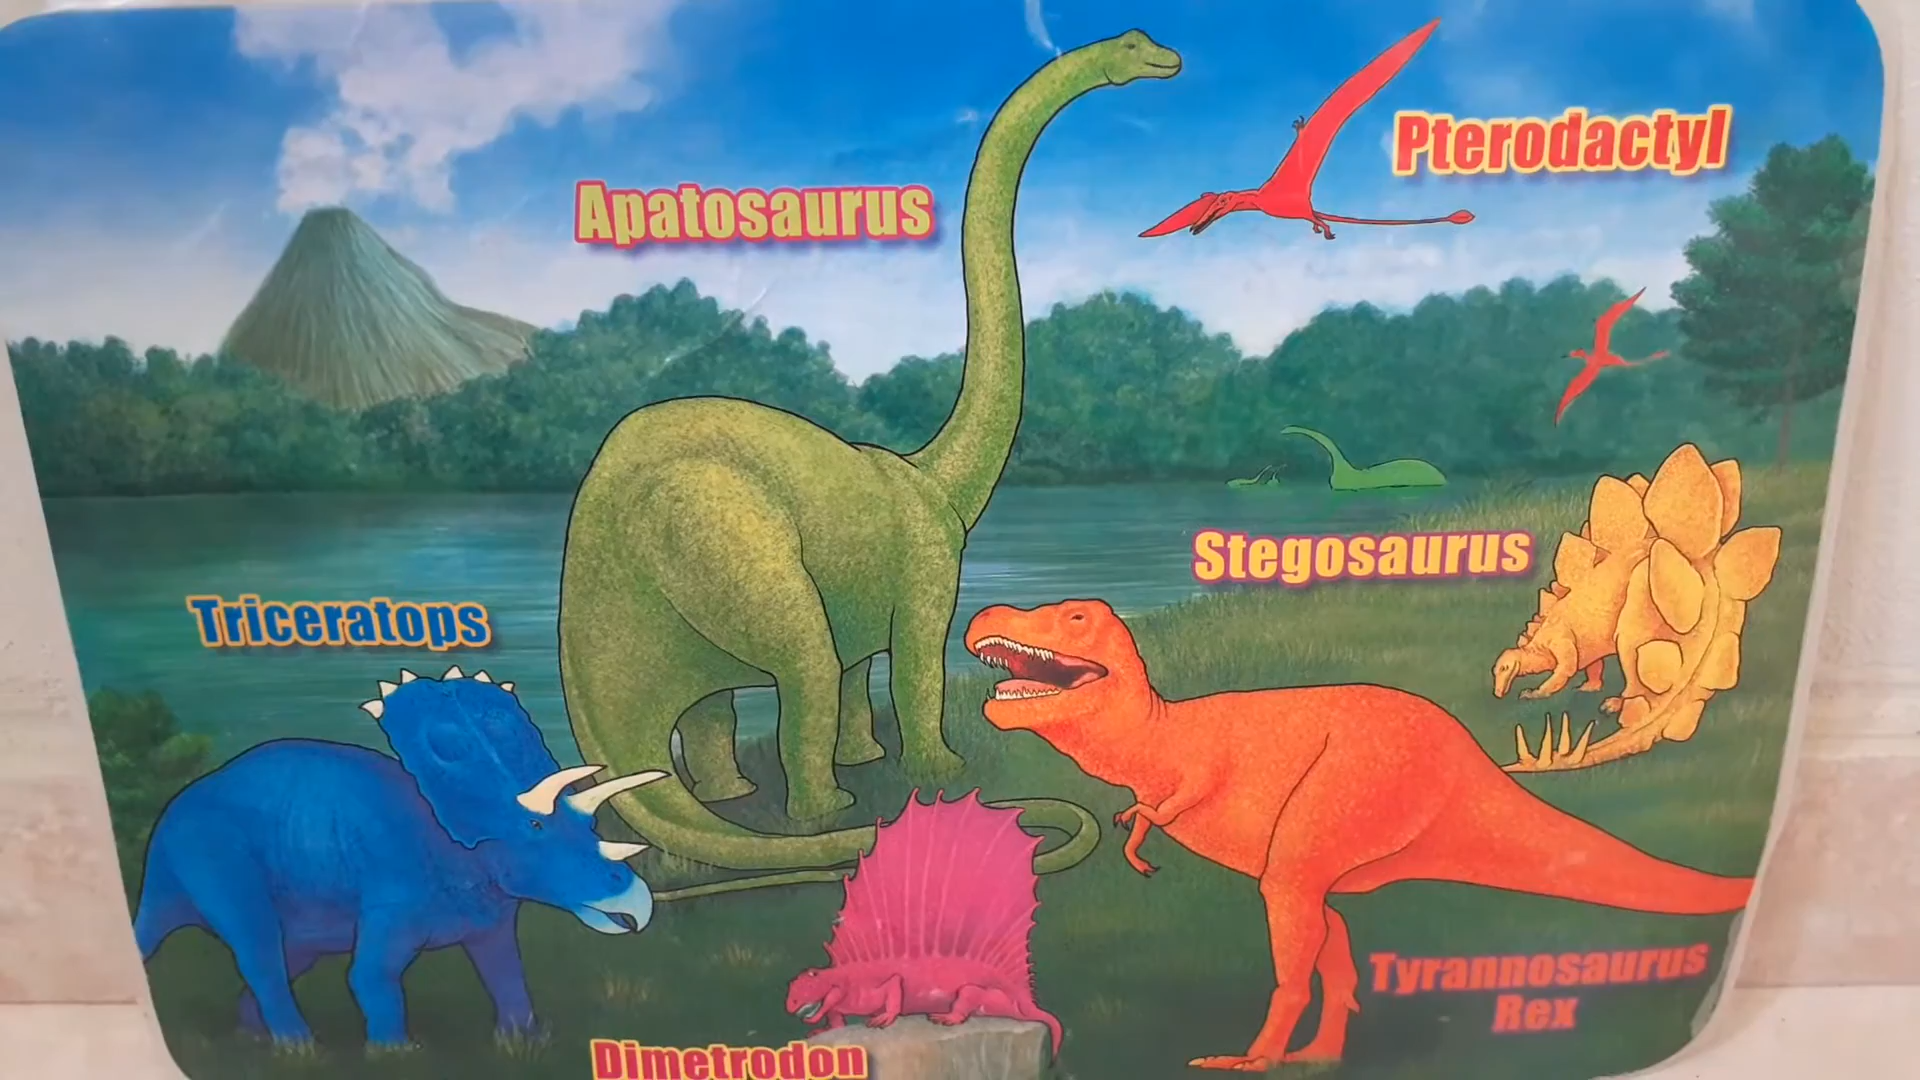 Pterodactyl
Apatosaurus
Stegosaurus
Triceratops
Tyrannosaurus
Rex
Dimetrodon